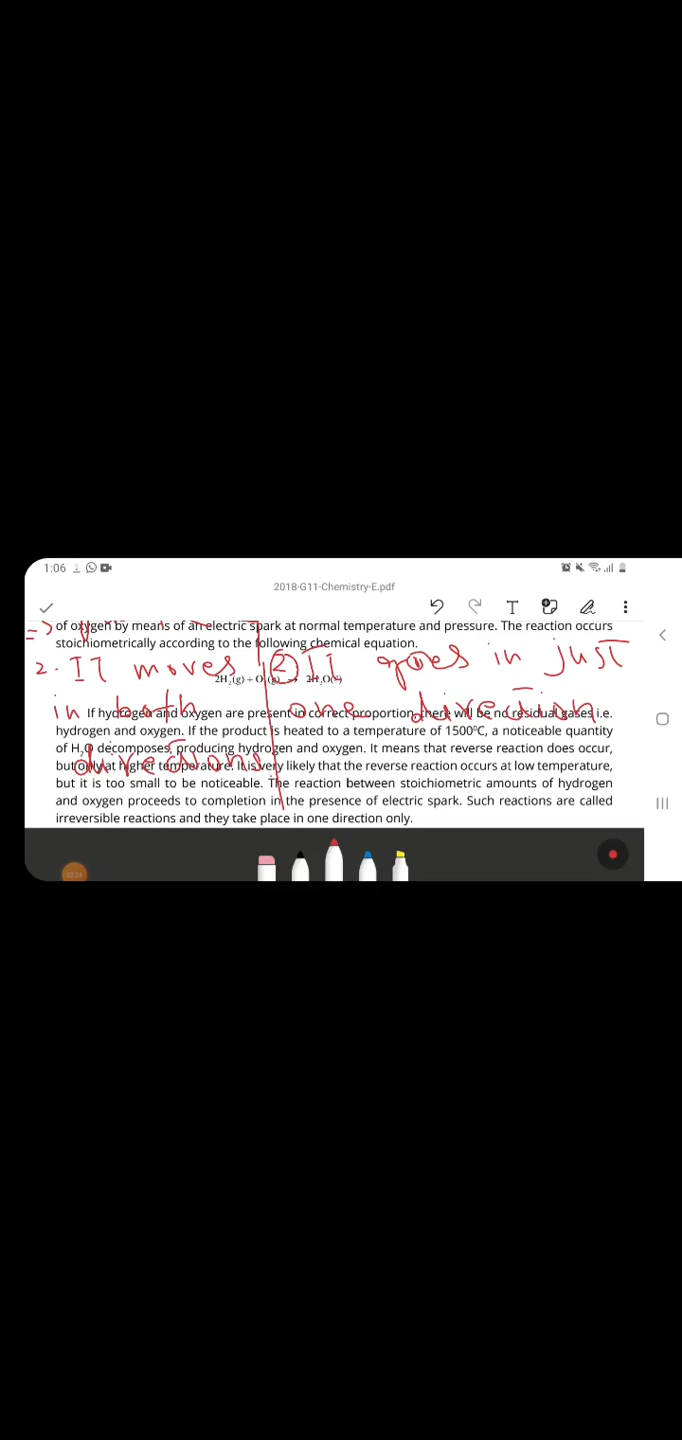 1:06
2018-G11-Chemistry-E.pdf
T
of oxygen by means of an electric spark at normal temperature and pressure. The reaction occurs
stoichiometrically according to the following chemical equation.
2. IT moves
② IT goes in just
2H₂(g) + O₂(g) → 2H₂O(ℓ)
in both
one direction
If hydrogen and oxygen are present in correct proportion, there will be no residual gases i.e.
hydrogen and oxygen. If the product is heated to a temperature of 1500⁰C, a noticeable quantity
of H₂O decomposes, producing hydrogen and oxygen. It means that reverse reaction does occur,
directions
but only at higher temperature. It is very likely that the reverse reaction occurs at low temperature,
but it is too small to be noticeable. The reaction between stoichiometric amounts of hydrogen
and oxygen proceeds to completion in the presence of electric spark. Such reactions are called
irreversible reactions and they take place in one direction only.